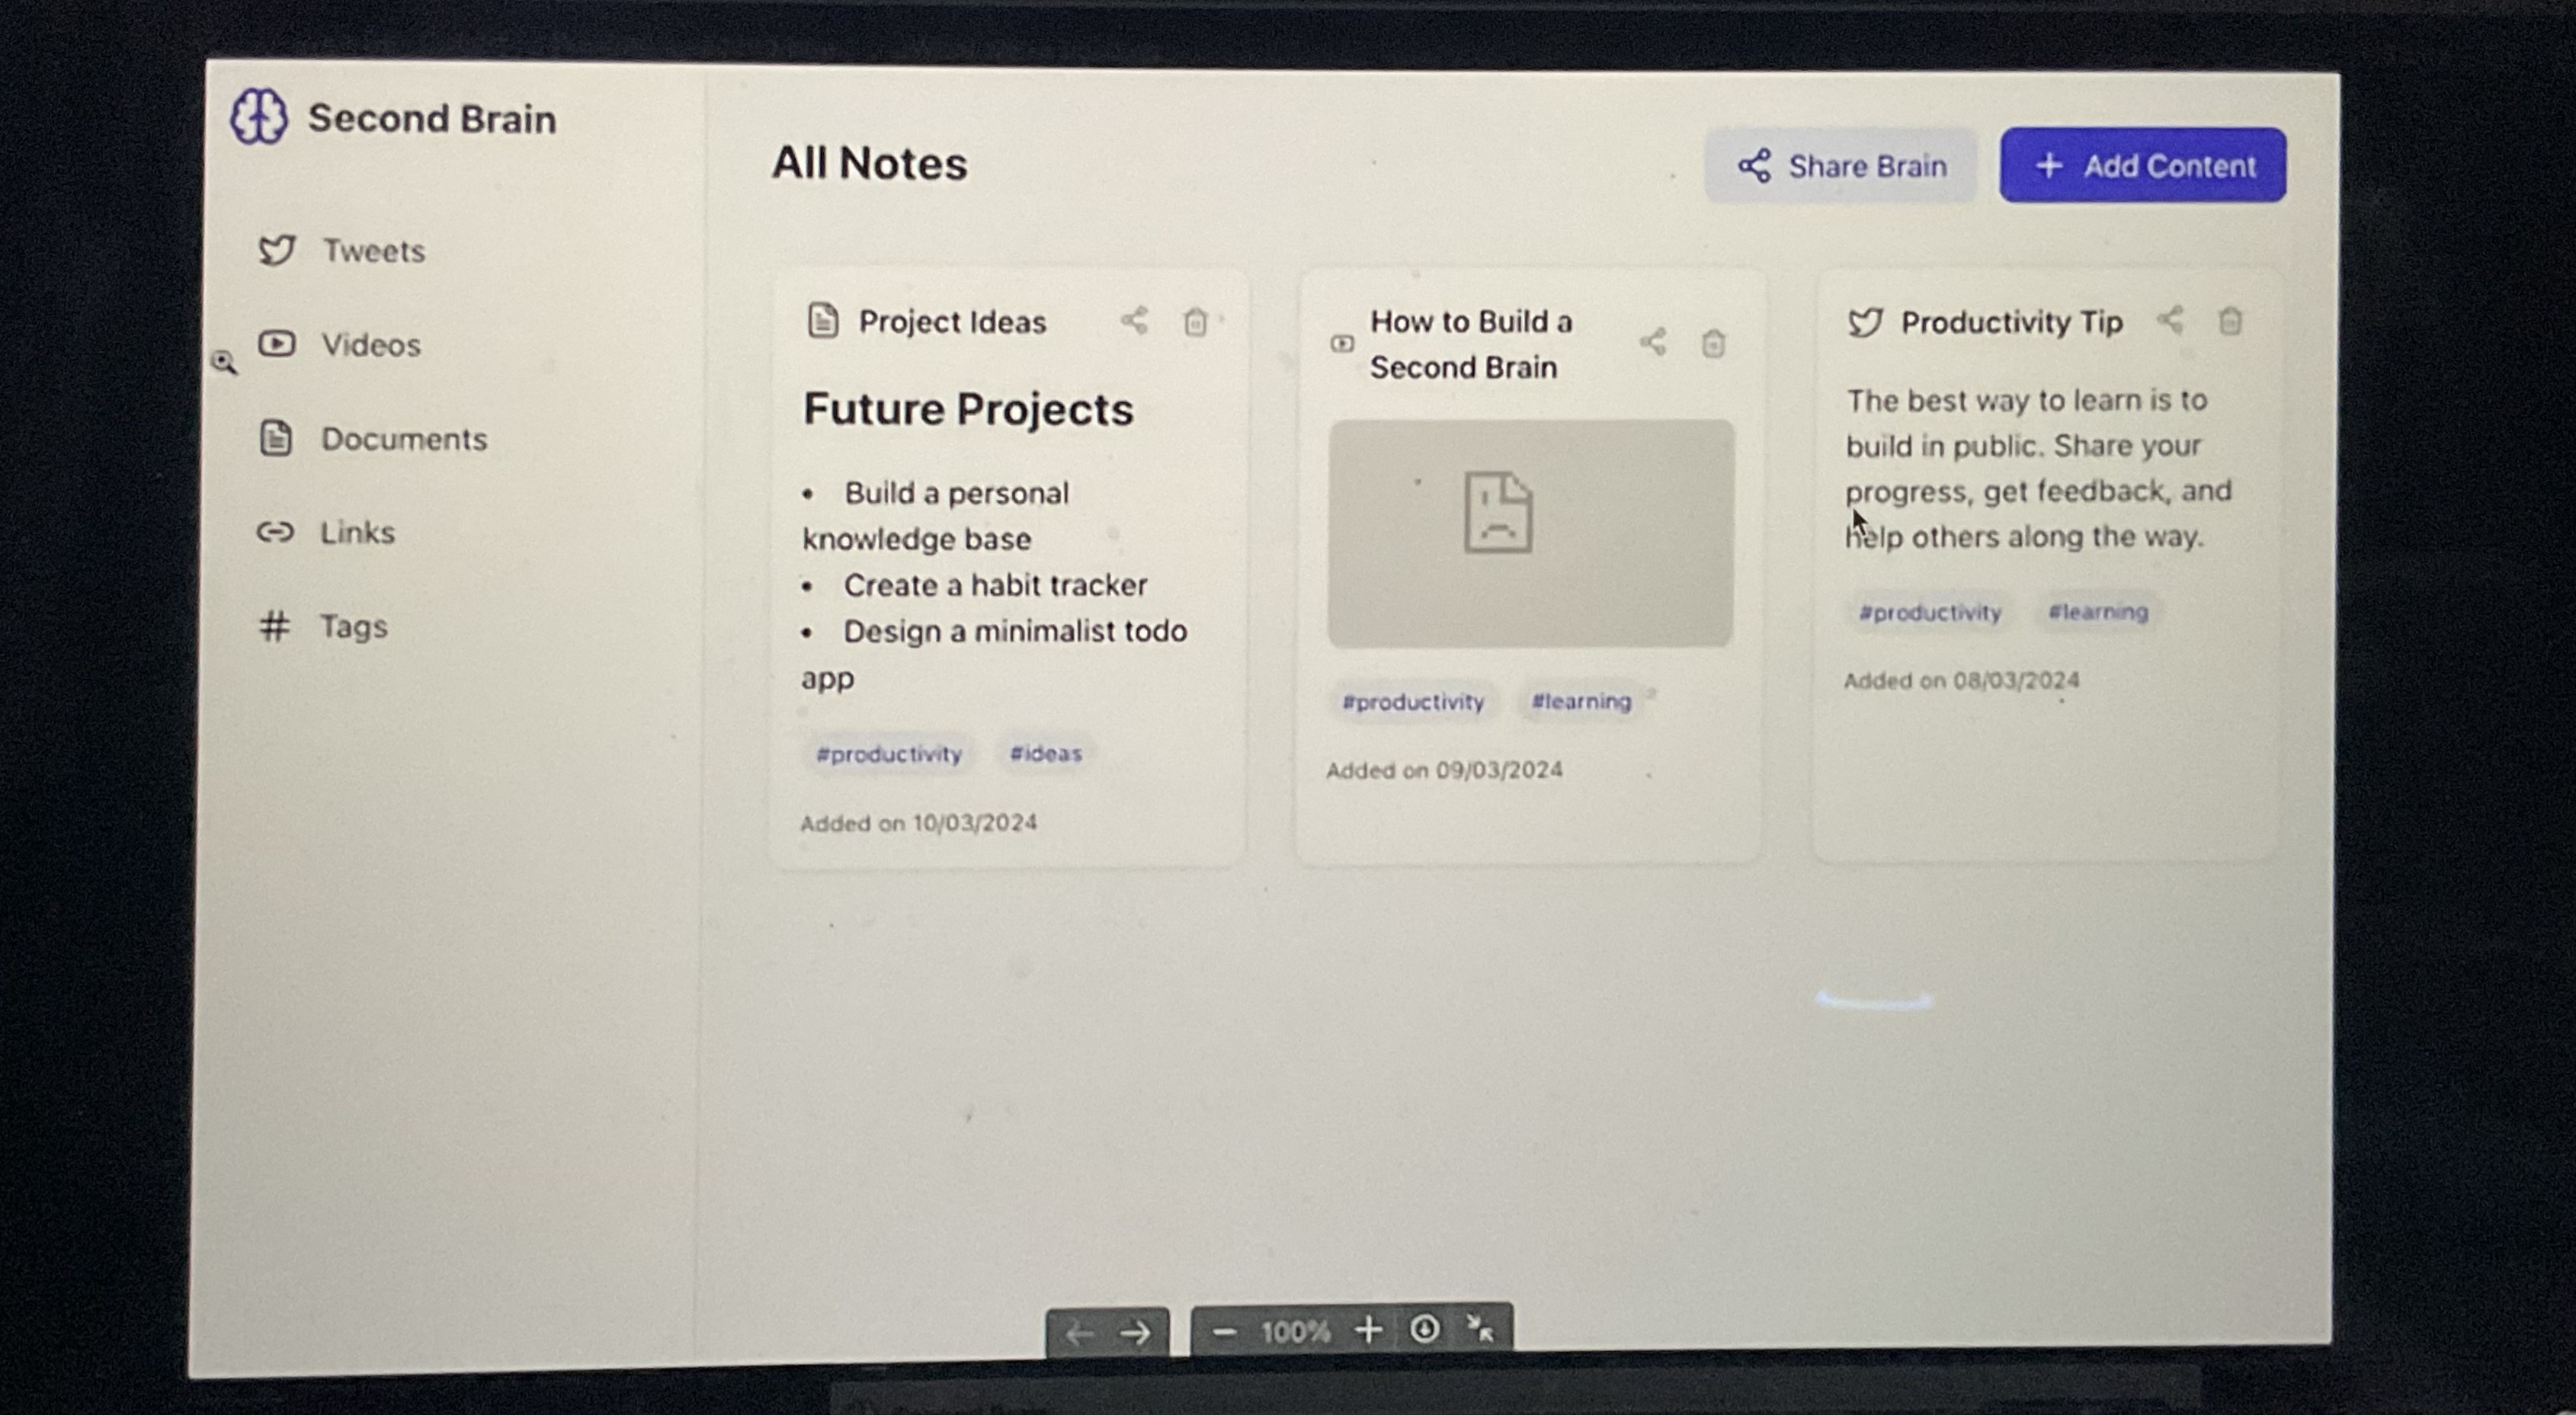 Second Brain
Tweets
Videos
Documents
Links
Tags
All Notes
Share Brain
+ Add Content
Project Ideas
Future Projects
• Build a personal
knowledge base
• Create a habit tracker
• Design a minimalist todo
app
#productivity #ideas
Added on 10/03/2024
How to Build a
Second Brain
#productivity #learning
Added on 09/03/2024
Productivity Tip
The best way to learn is to
build in public. Share your
progress, get feedback, and
help others along the way.
#productivity #learning
Added on 08/03/2024
100%